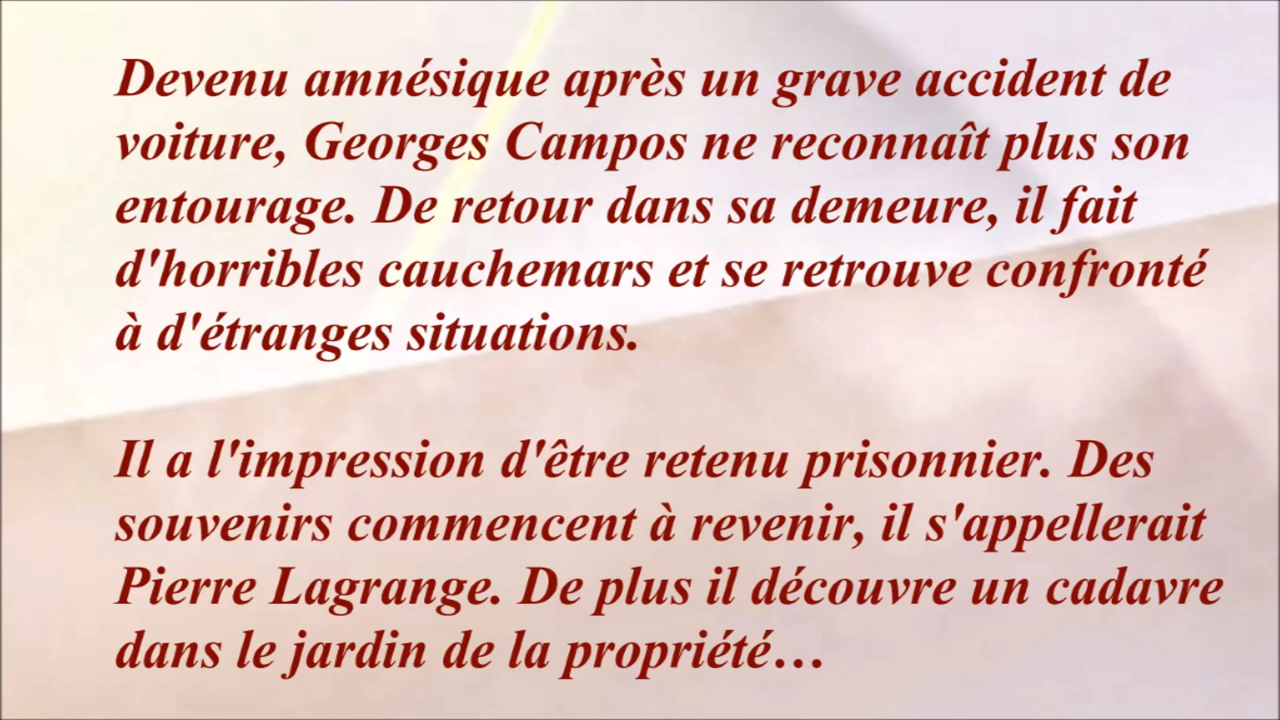 Devenu amnésique après un grave accident de
voiture, Georges Campos ne reconnaît plus son
entourage. De retour dans sa demeure, il fait
d'horribles cauchemars et se retrouve confronté
à d'étranges situations.
Il a l'impression d'être retenu prisonnier. Des
souvenirs commencent à revenir, il s'appellerait
Pierre Lagrange. De plus il découvre un cadavre
dans le jardin de la propriété…